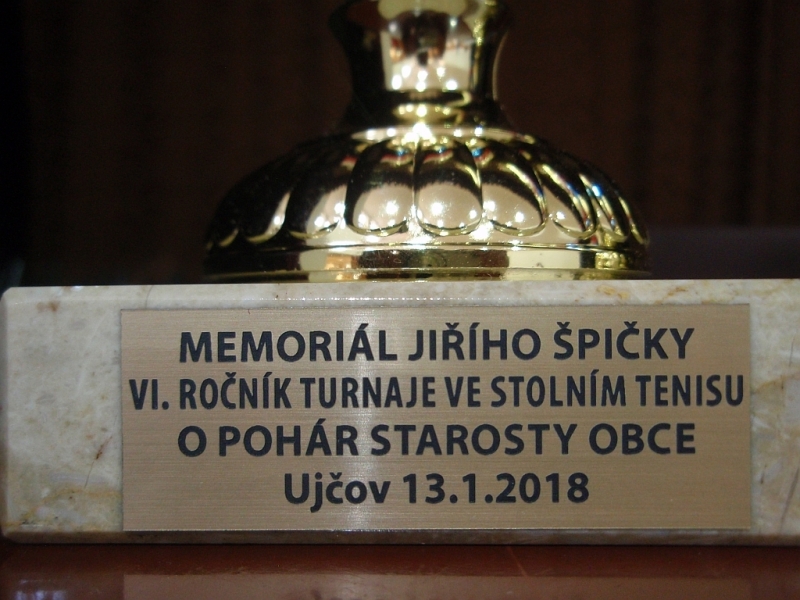 MEMORIÁL JIŘÍHO ŠPIČKY
VI. ROČNÍK TURNAJE VE STOLNÍM TENISU
O POHÁR STAROSTY OBCE
Ujčov 13.1.2018